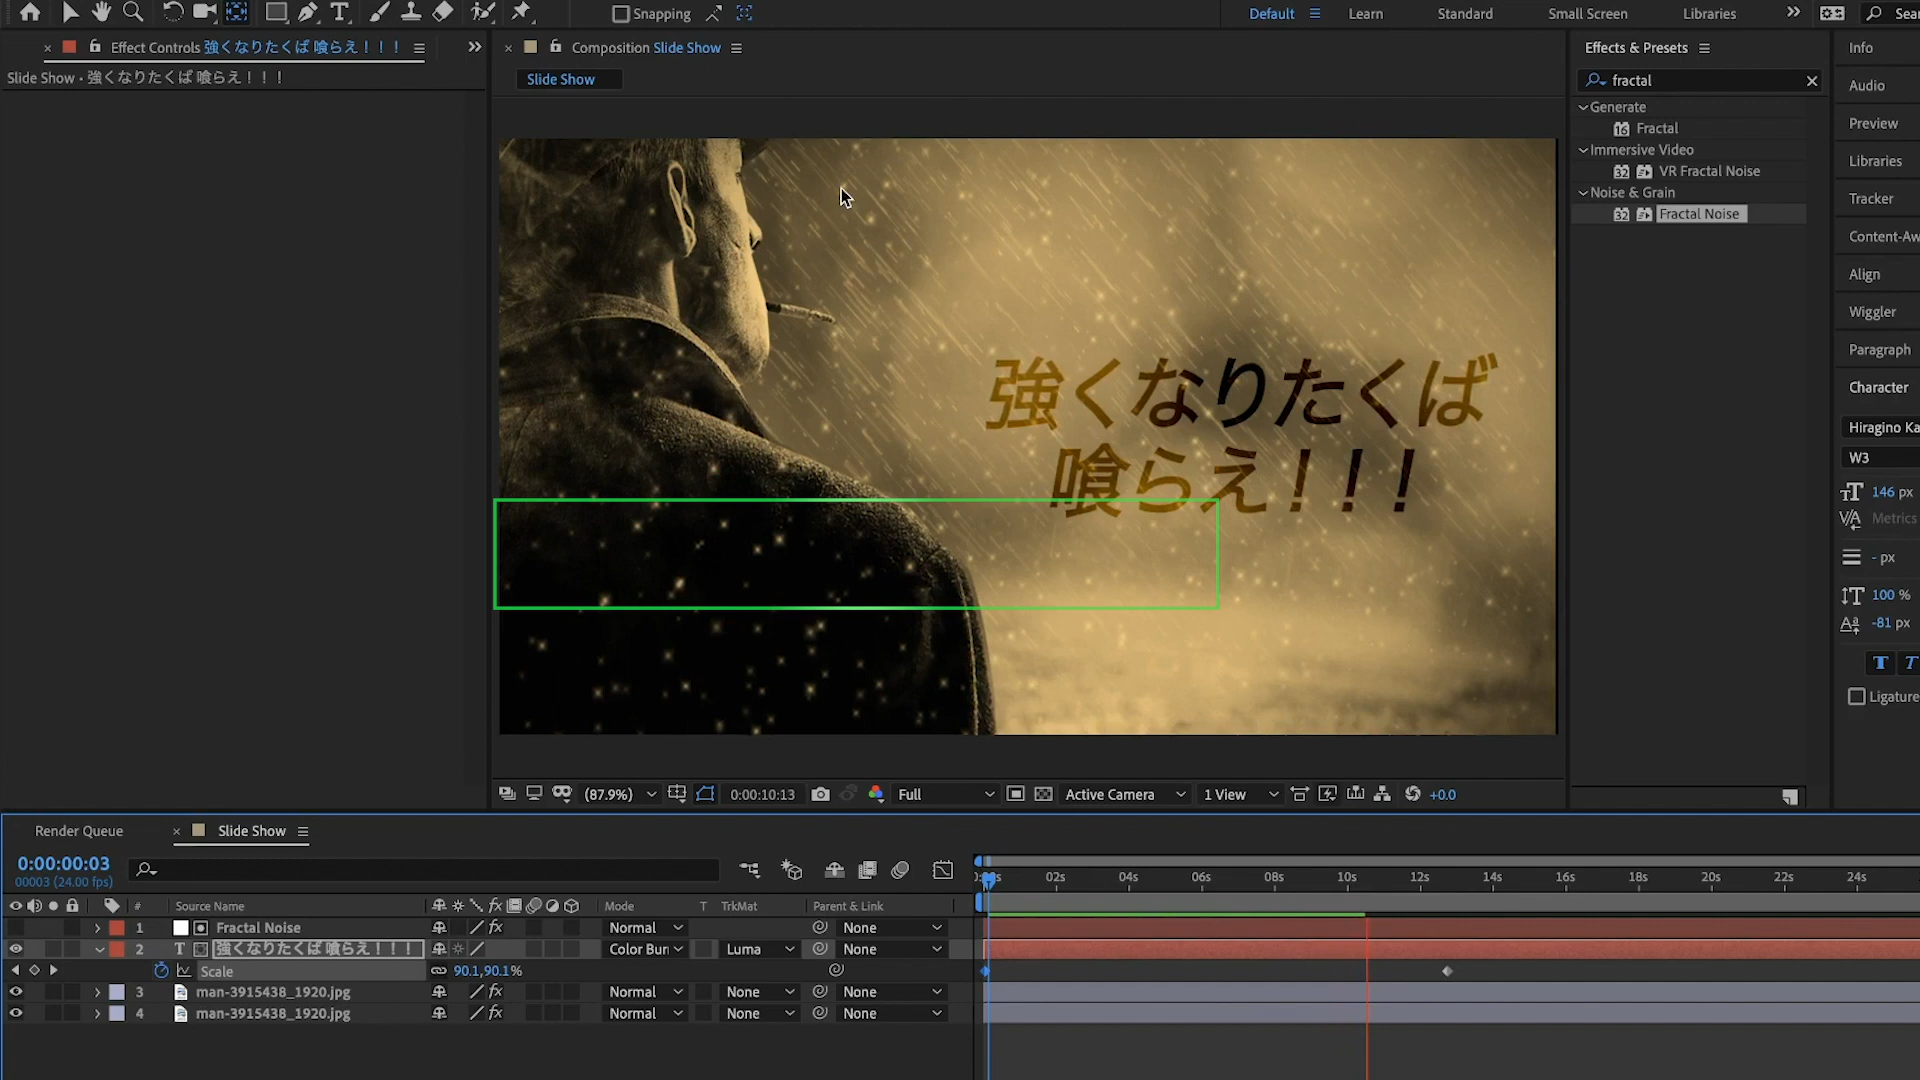 Snapping
Default
Learn
Standard
Small Screen
Libraries
Effect Controls 強くなりたくば 喰らえ！！！
Slide Show • 強くなりたくば 喰らえ！！！
Composition Slide Show
Slide Show
強くなりたくば
喰らえ！！！
(87.9%)
0:00:10:13
Full
Active Camera
1 View
+0.0
Effects & Presets
fractal
Generate
16 Fractal
Immersive Video
32 VR Fractal Noise
Noise & Grain
32 Fractal Noise
Info
Audio
Preview
Libraries
Tracker
Content-Aw
Align
Wiggler
Paragraph
Character
Hiragino Ka
W3
146 px
Metrics
- px
100 %
-81 px
T T
Ligature
Render Queue
Slide Show
0:00:00:03
00003 (24.00 fps)
02s 04s 06s 08s 10s 12s 14s 16s 18s 20s 22s 24s
# Source Name Mode T TrkMat Parent & Link
1 Fractal Noise Normal None
2 T 強くなりたくば 喰らえ！！！ Color Bur Luma None
Scale 90.1,90.1%
3 man-3915438_1920.jpg Normal None None
4 man-3915438_1920.jpg Normal None None